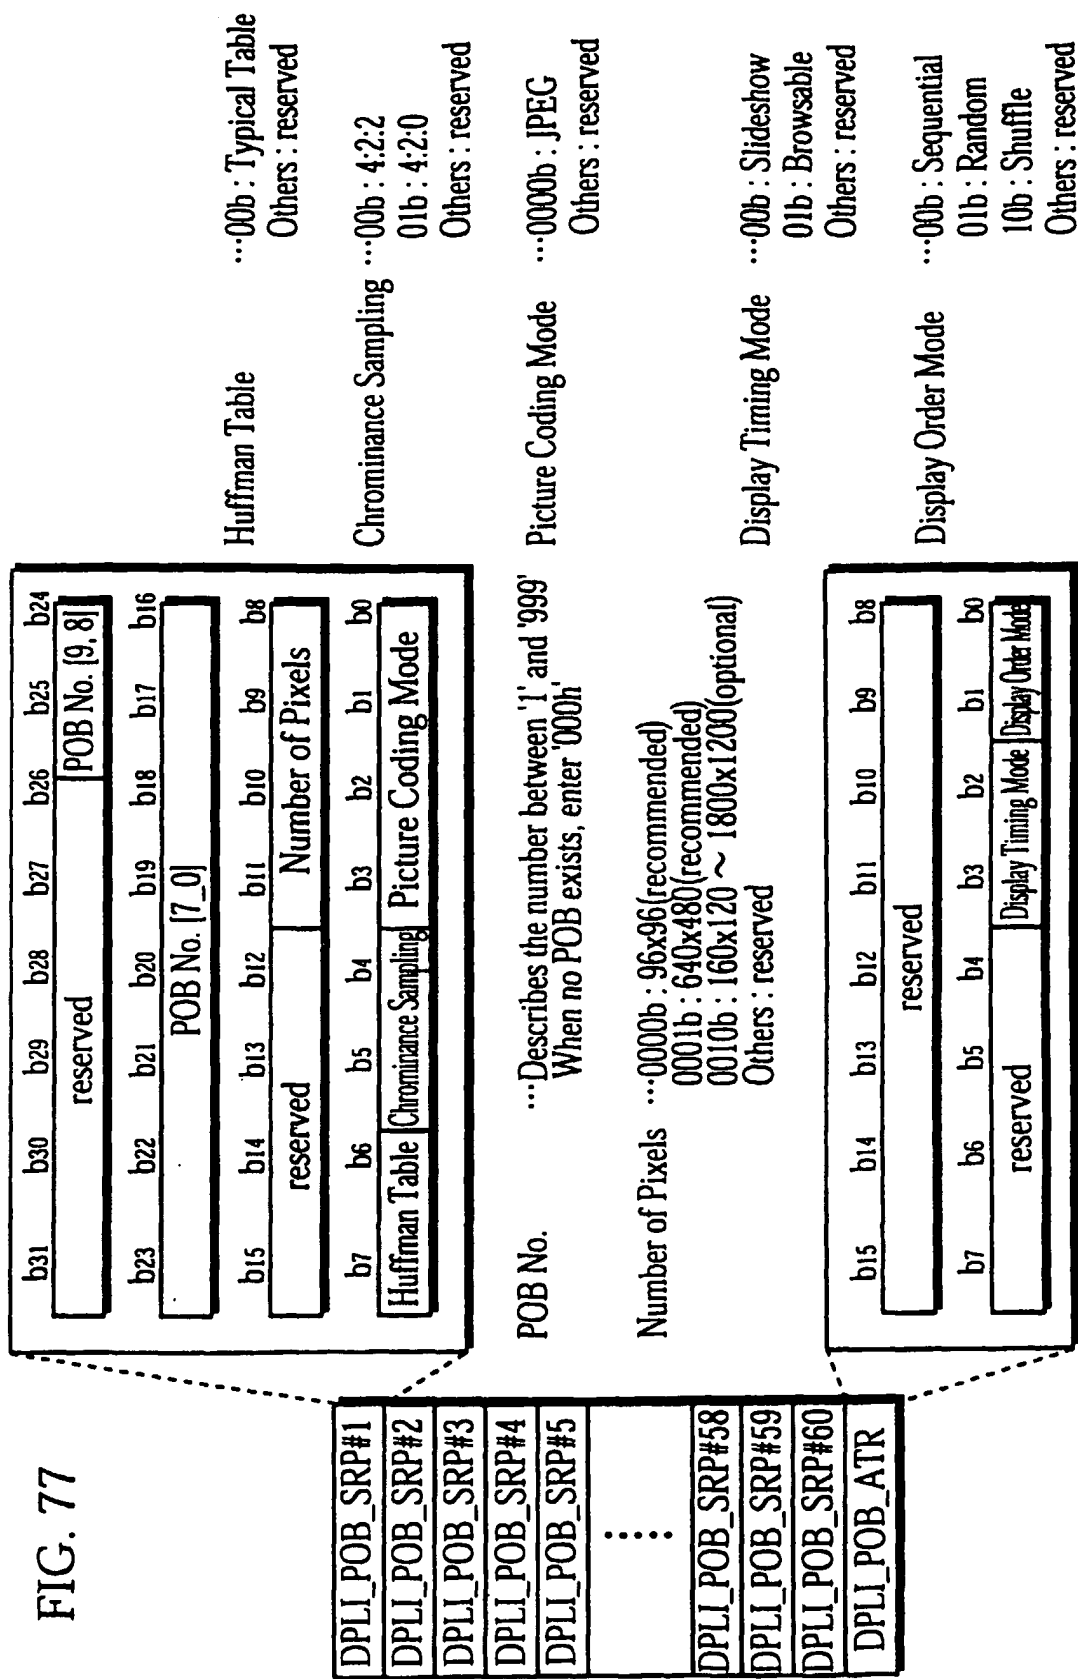 FIG. 77
DPLI_POB_SRP#1
DPLI_POB_SRP#2
DPLI_POB_SRP#3
DPLI_POB_SRP#4
DPLI_POB_SRP#5
.....
DPLI_POB_SRP#58
DPLI_POB_SRP#59
DPLI_POB_SRP#60
DPLI_POB_ATR
b31 b30 b29 b28 b27 b26 b25 b24
reserved POB No. [9, 8]
b23 b22 b21 b20 b19 b18 b17 b16
POB No. [7_0]
b15 b14 b13 b12 b11 b10 b9 b8
reserved Number of Pixels
b7 b6 b5 b4 b3 b2 b1 b0
Huffman Table Chrominance Sampling Picture Coding Mode
POB No. ···Describes the number between '1' and '999'
When no POB exists, enter '000h'
Number of Pixels ···0000b : 96x96(recommended)
0001b : 640x480(recommended)
0010b : 160x120 ~ 1800x1200(optional)
Others : reserved
b15 b14 b13 b12 b11 b10 b9 b8
reserved
b7 b6 b5 b4 b3 b2 b1 b0
reserved Display Timing Mode Display Order Mode
Huffman Table ···00b : Typical Table
Others : reserved
Chrominance Sampling ···00b : 4:2:2
01b : 4:2:0
Others : reserved
Picture Coding Mode ···0000b : JPEG
Others : reserved
Display Timing Mode ···00b : Slideshow
01b : Browsable
Others : reserved
Display Order Mode ···00b : Sequential
01b : Random
10b : Shuffle
Others : reserved